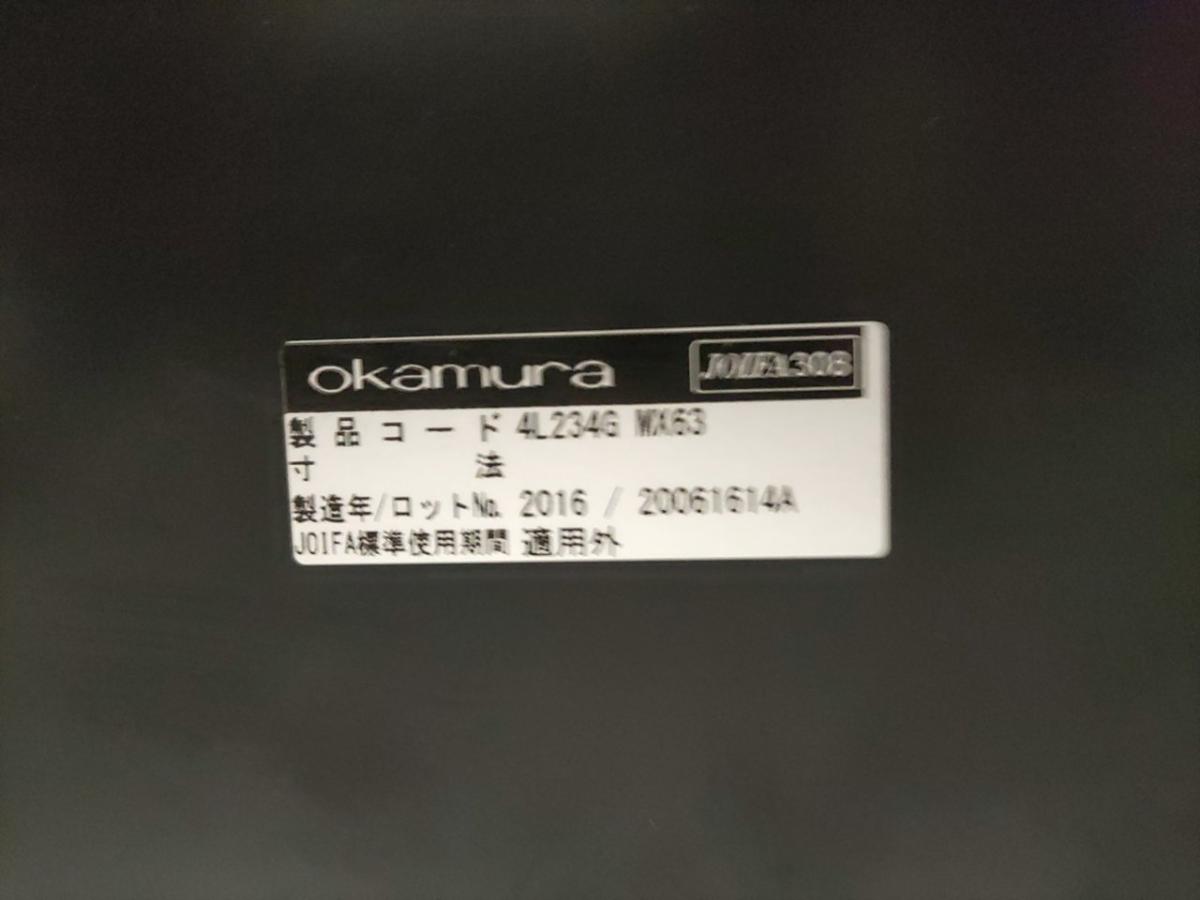 okamura JOIFA308
製品コード 4L234G WX63
寸法
製造年/ロットNo. 2016 / 20061614A
JOIFA標準使用期間 適用外